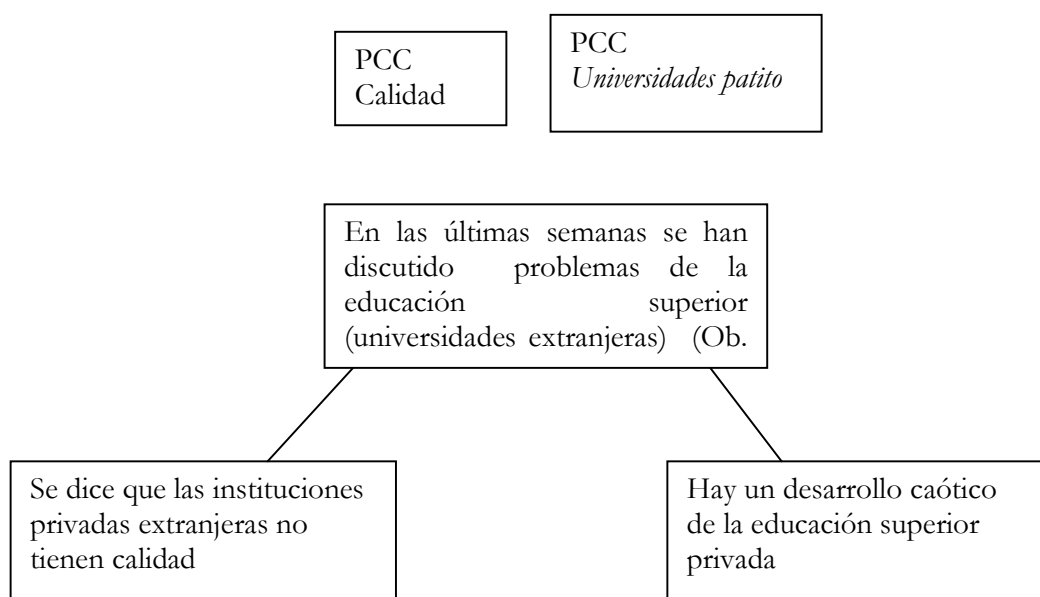 PCC
Calidad
PCC
Universidades patito
En las últimas semanas se han
discutido problemas de la
educación superior
(universidades extranjeras) (Ob.
Se dice que las instituciones
privadas extranjeras no
tienen calidad
Hay un desarrollo caótico
de la educación superior
privada